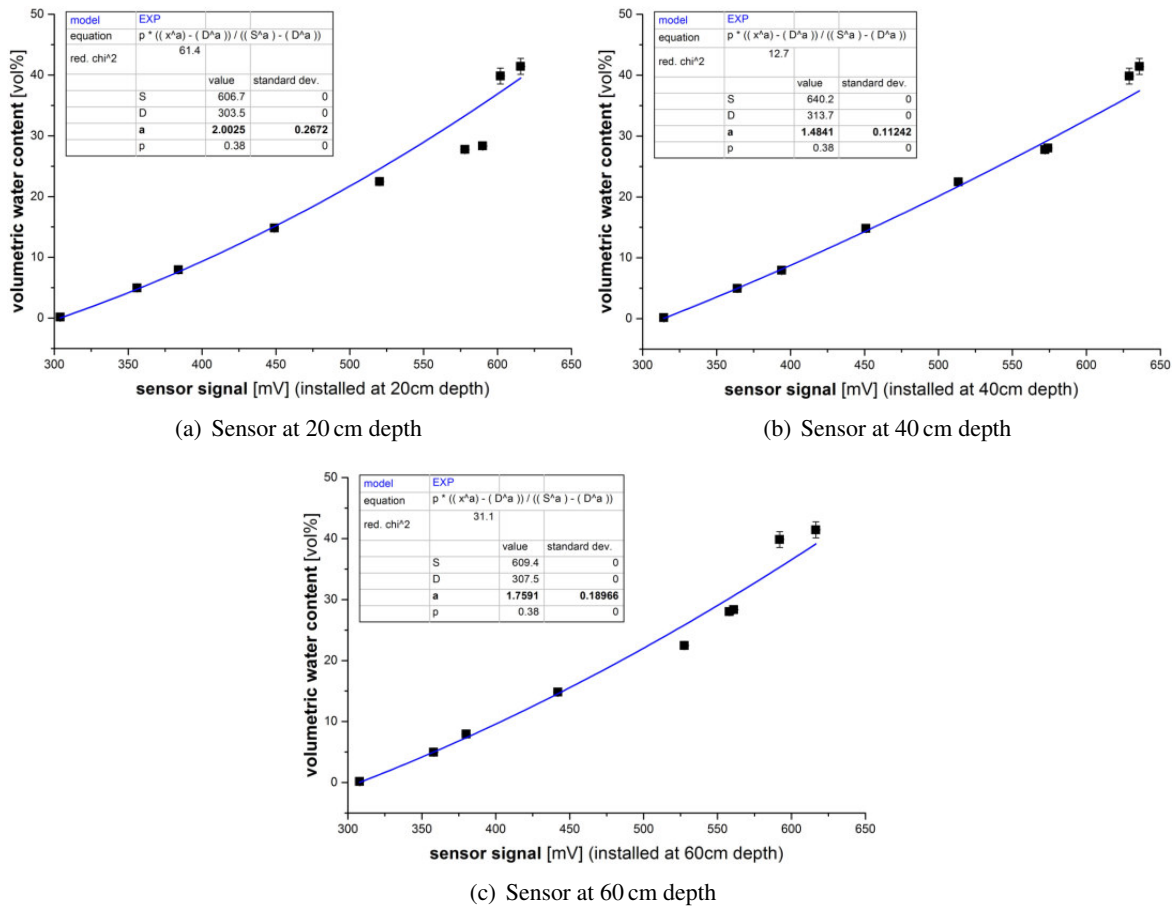 model EXP
equation p * (( x^a) - ( D^a )) / (( S^a ) - ( D^a ))
red. chi^2 61.4
value standard dev.
S 606.7 0
D 303.5 0
a 2.0025 0.2672
p 0.38 0
volumetric water content [vol%]
50
40
30
20
10
0
300 350 400 450 500 550 600 650
sensor signal [mV] (installed at 20cm depth)
(a) Sensor at 20 cm depth
model EXP
equation p * (( x^a) - ( D^a )) / (( S^a ) - ( D^a ))
red. chi^2 12.7
value standard dev.
S 640.2 0
D 313.7 0
a 1.4841 0.11242
p 0.38 0
volumetric water content [vol%]
50
40
30
20
10
0
300 350 400 450 500 550 600 650
sensor signal [mV] (installed at 40cm depth)
(b) Sensor at 40 cm depth
model EXP
equation p * (( x^a) - ( D^a )) / (( S^a ) - ( D^a ))
red. chi^2 31.1
value standard dev.
S 609.4 0
D 307.5 0
a 1.7591 0.18966
p 0.38 0
volumetric water content [vol%]
50
40
30
20
10
0
300 350 400 450 500 550 600 650
sensor signal [mV] (installed at 60cm depth)
(c) Sensor at 60 cm depth